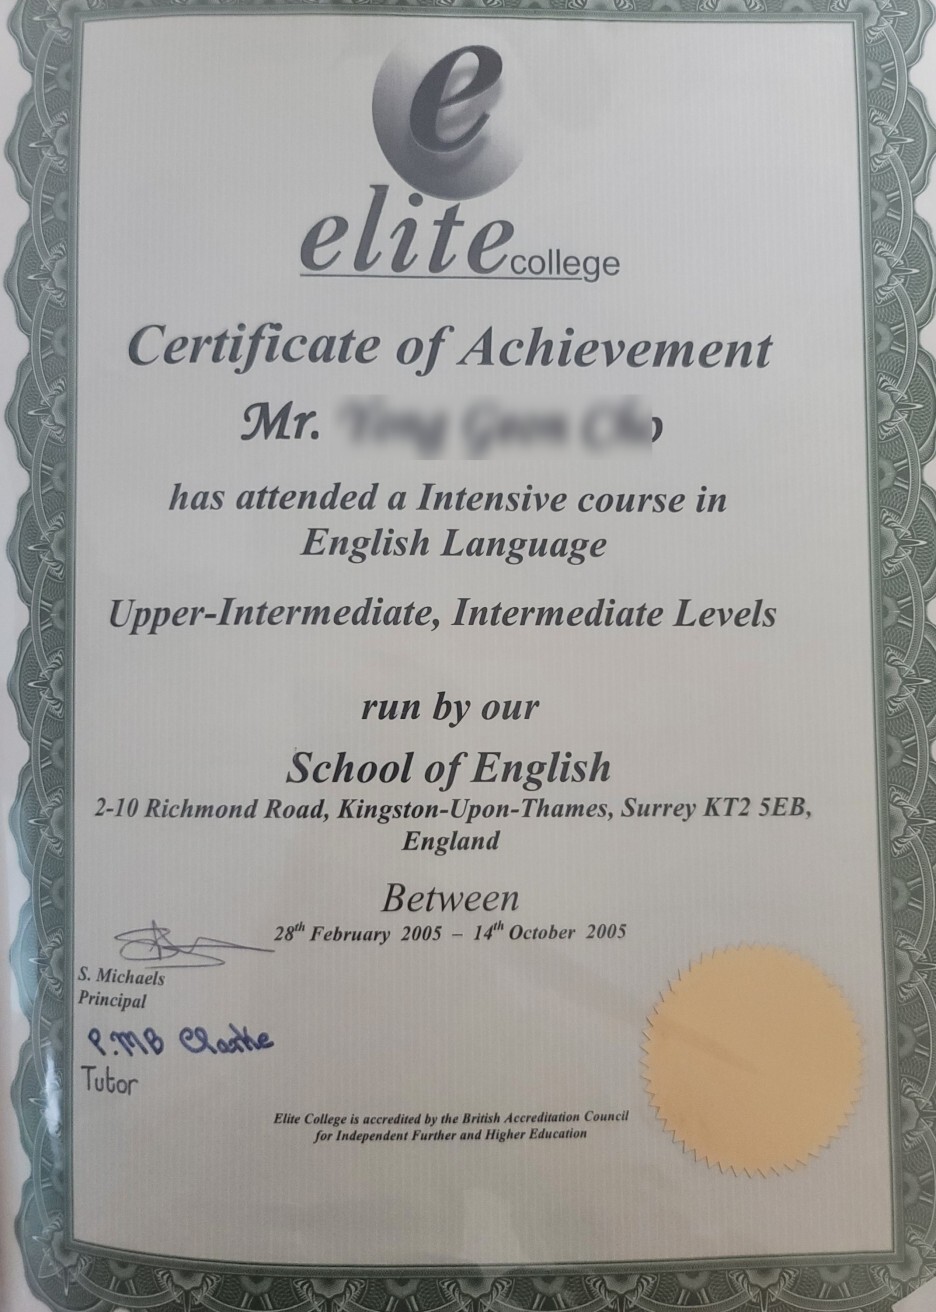 e
elite college
Certificate of Achievement
Mr.
has attended a Intensive course in
English Language
Upper-Intermediate, Intermediate Levels
run by our
School of English
2-10 Richmond Road, Kingston-Upon-Thames, Surrey KT2 5EB,
England
Between
28th February 2005 – 14th October 2005
S. Michaels
Principal
P.MB Clarke
Tutor
Elite College is accredited by the British Accreditation Council
for Independent Further and Higher Education